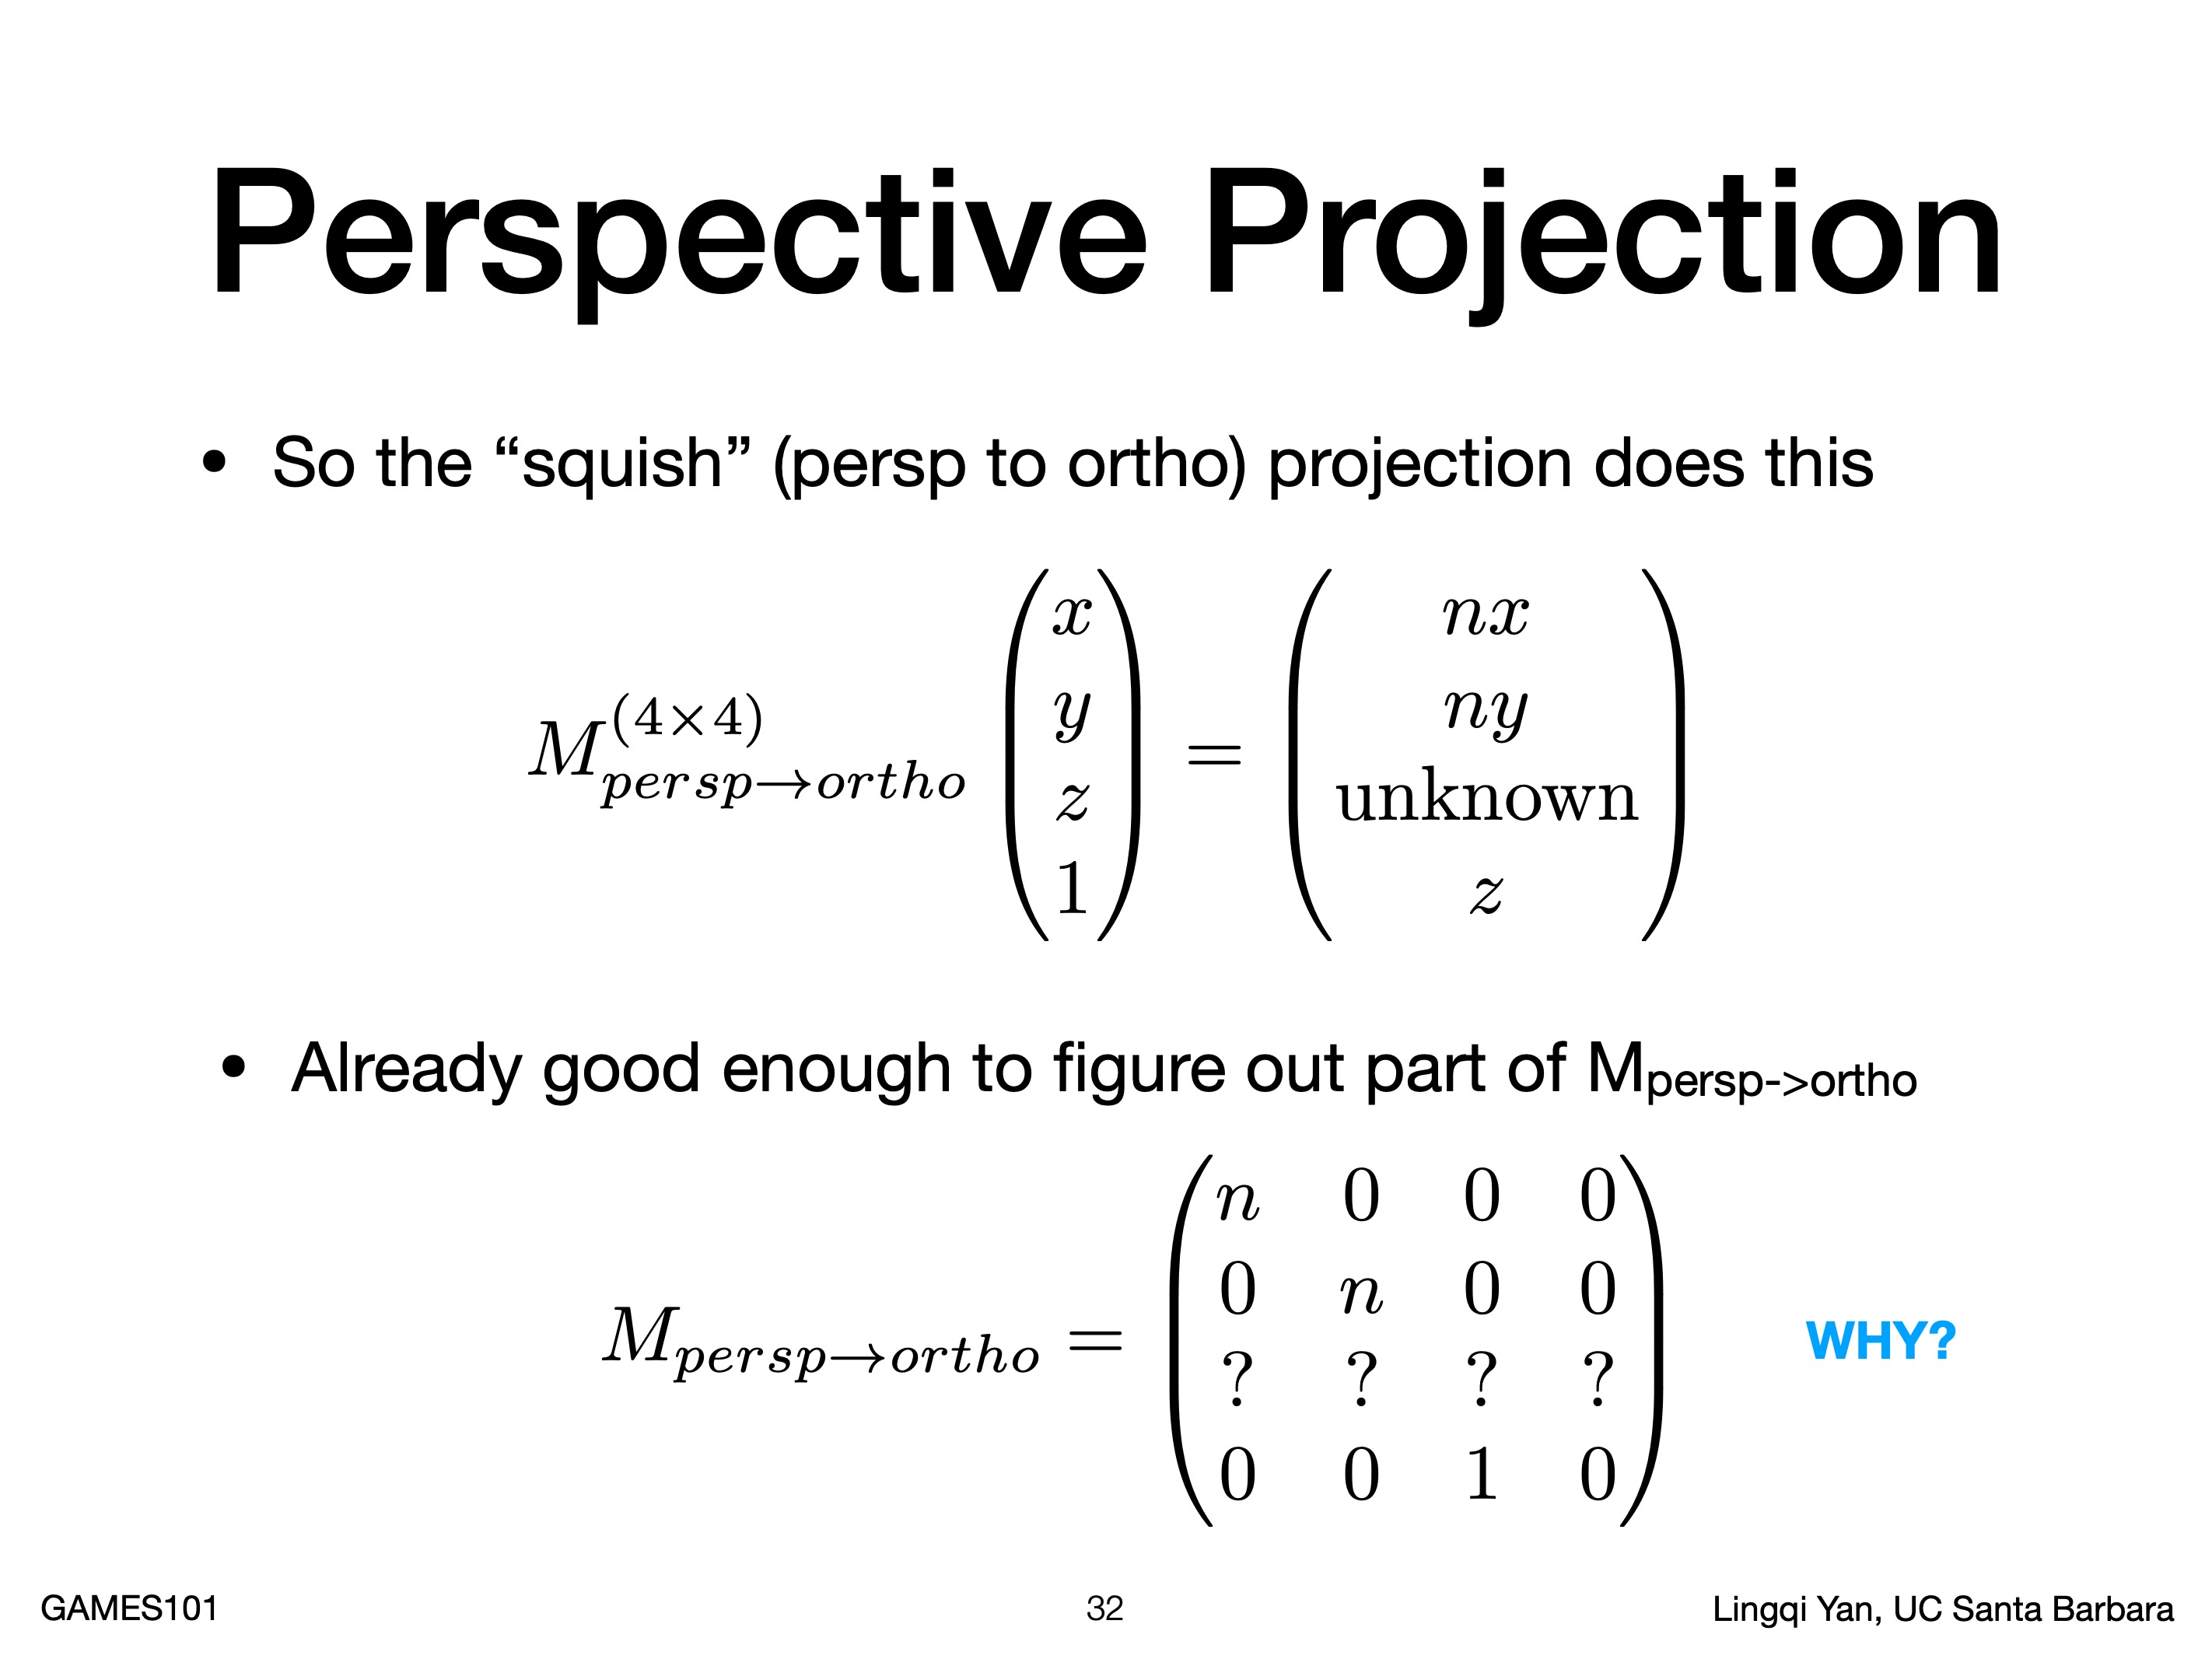 Perspective Projection
• So the “squish” (persp to ortho) projection does this
$M_{persp \to ortho}^{(4 \times 4)} \begin{pmatrix} x \\ y \\ z \\ 1 \end{pmatrix} = \begin{pmatrix} nx \\ ny \\ \text{unknown} \\ z \end{pmatrix}$
• Already good enough to figure out part of M_{persp->ortho}
$M_{persp \to ortho} = \begin{pmatrix} n & 0 & 0 & 0 \\ 0 & n & 0 & 0 \\ ? & ? & ? & ? \\ 0 & 0 & 1 & 0 \end{pmatrix}$ WHY?
GAMES101 32 Lingqi Yan, UC Santa Barbara